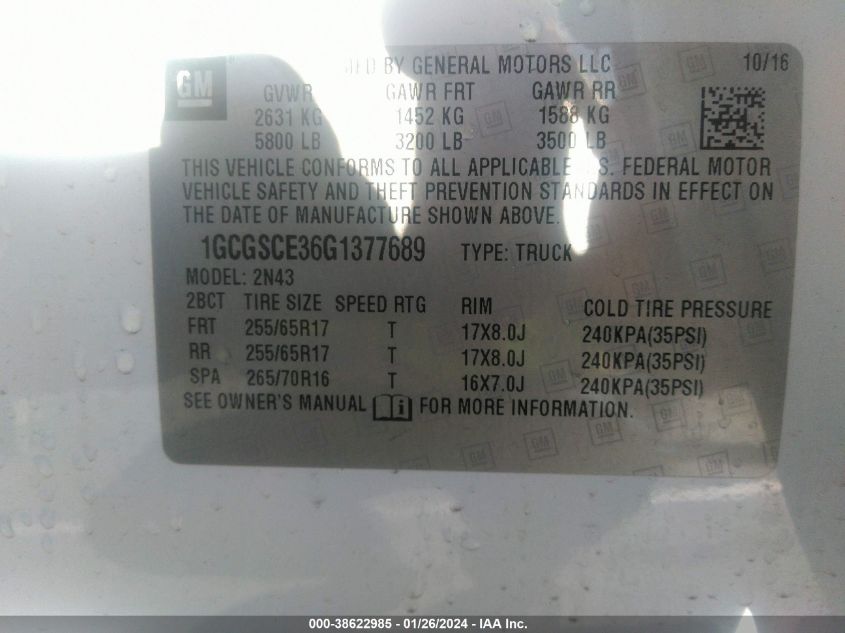 GM MFD BY GENERAL MOTORS LLC 10/16
GVWR GAWR FRT GAWR RR
2631 KG 1452 KG 1588 KG
5800 LB 3200 LB 3500 LB
THIS VEHICLE CONFORMS TO ALL APPLICABLE U.S. FEDERAL MOTOR
VEHICLE SAFETY AND THEFT PREVENTION STANDARDS IN EFFECT ON
THE DATE OF MANUFACTURE SHOWN ABOVE.
1GCGSCE36G1377689 TYPE: TRUCK
MODEL: 2N43
2BCT TIRE SIZE SPEED RTG RIM COLD TIRE PRESSURE
FRT 255/65R17 T 17X8.0J 240KPA(35PSI)
RR 255/65R17 T 17X8.0J 240KPA(35PSI)
SPA 265/70R16 T 16X7.0J 240KPA(35PSI)
SEE OWNER'S MANUAL FOR MORE INFORMATION.
000-38622985 - 01/26/2024 - IAA Inc.